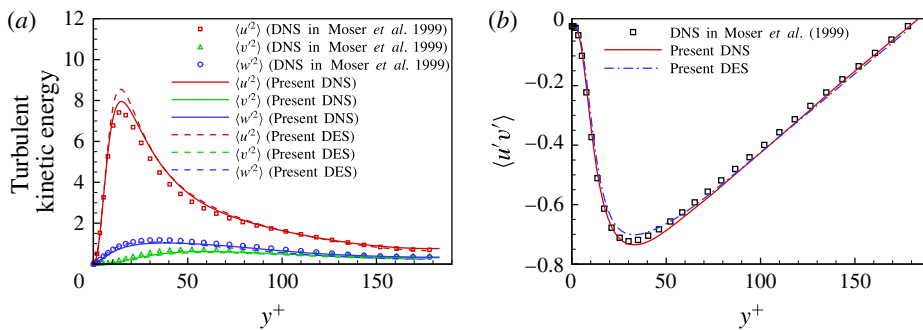 (a)
12
10
8
6
4
2
0
50
100
150
Turbulent
kinetic energy
y⁺
⟨u′²⟩ (DNS in Moser et al. 1999)
⟨v′²⟩ (DNS in Moser et al. 1999)
⟨w′²⟩ (DNS in Moser et al. 1999)
⟨u′²⟩ (Present DNS)
⟨v′²⟩ (Present DNS)
⟨w′²⟩ (Present DNS)
⟨u′²⟩ (Present DES)
⟨v′²⟩ (Present DES)
⟨w′²⟩ (Present DES)
(b)
0
−0.2
−0.4
−0.6
−0.8
0
50
100
150
⟨u′v′⟩
y⁺
DNS in Moser et al. (1999)
Present DNS
Present DES